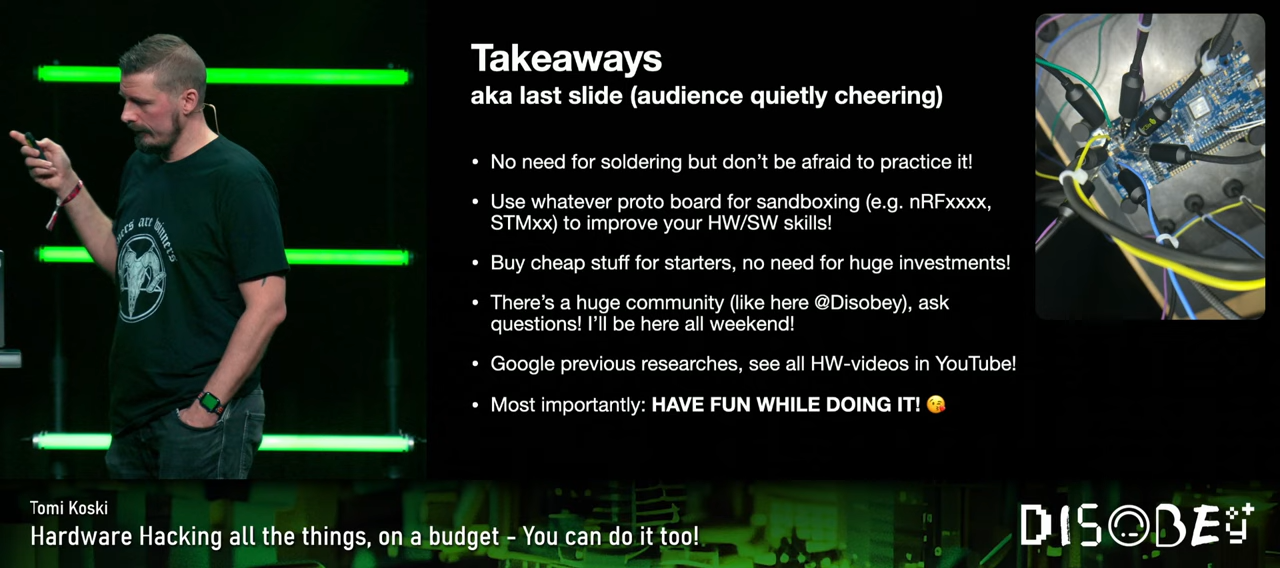 Takeaways
aka last slide (audience quietly cheering)
• No need for soldering but don't be afraid to practice it!
• Use whatever proto board for sandboxing (e.g. nRFxxxx,
STMxx) to improve your HW/SW skills!
• Buy cheap stuff for starters, no need for huge investments!
• There's a huge community (like here @Disobey), ask
questions! I'll be here all weekend!
• Google previous researches, see all HW-videos in YouTube!
• Most importantly: HAVE FUN WHILE DOING IT! 😘
are winners
Tomi Koski
Hardware Hacking all the things, on a budget - You can do it too!
DISOBEY